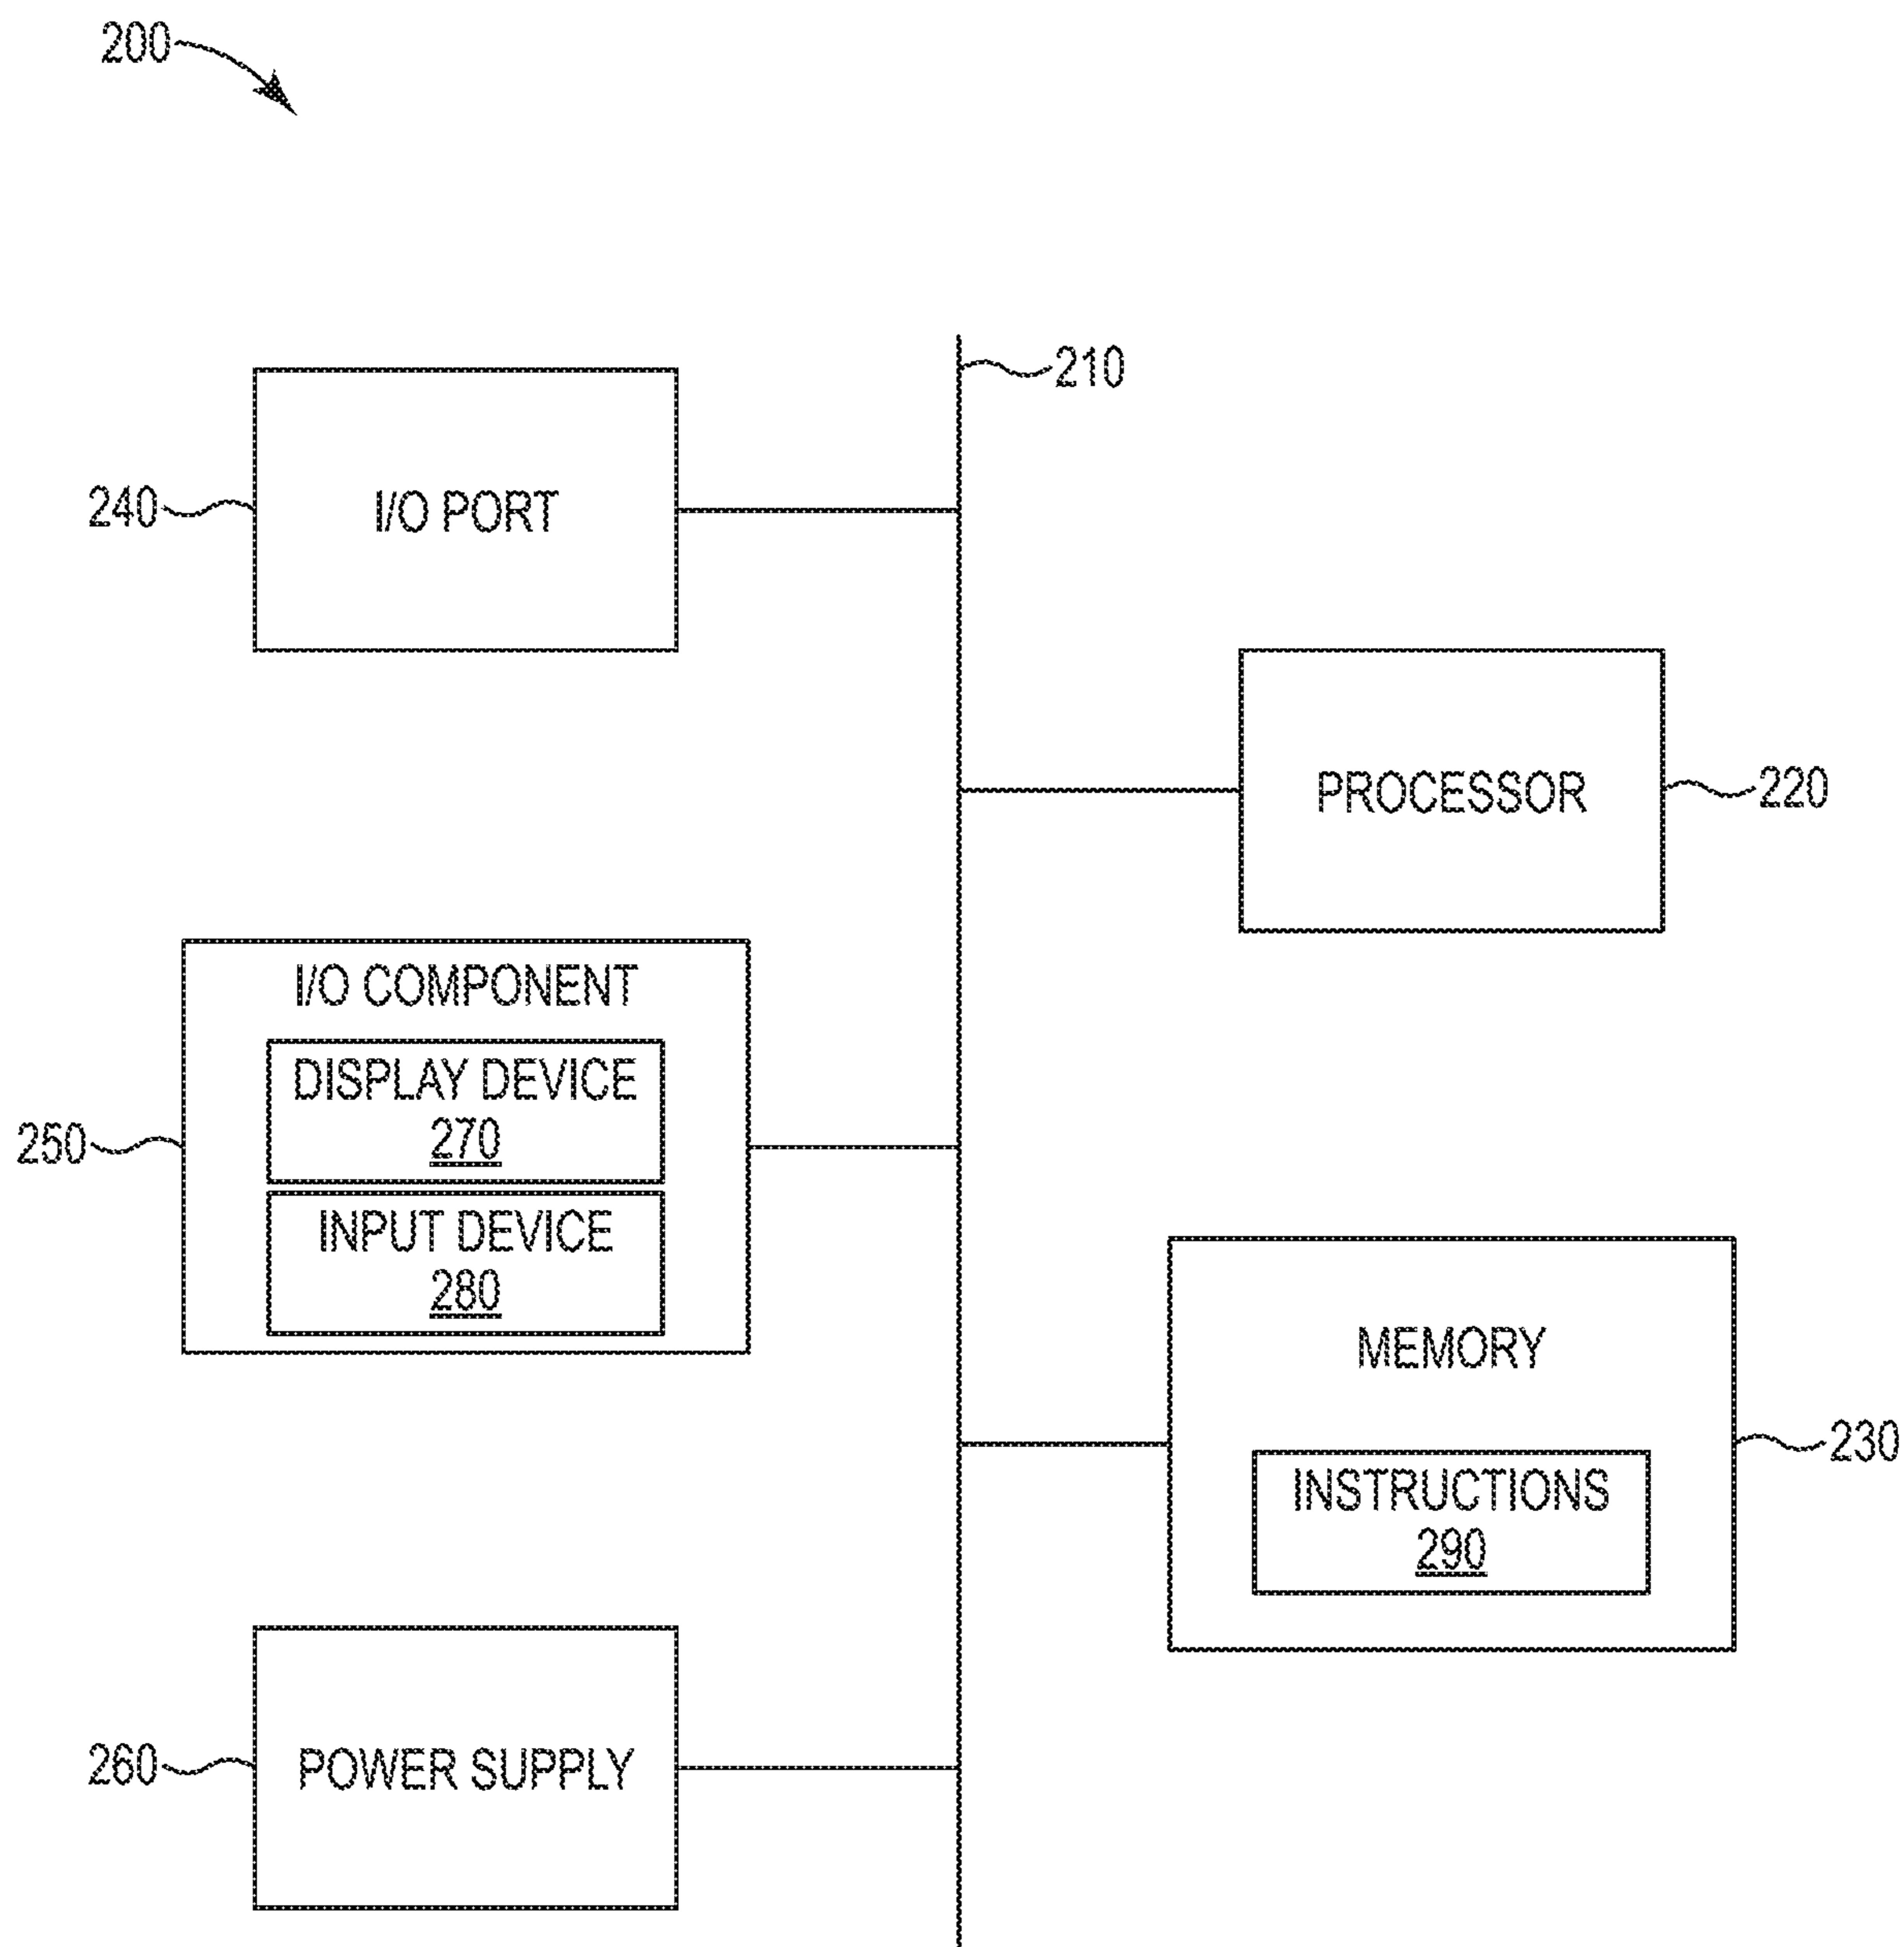 200
210
240
I/O PORT
PROCESSOR
220
I/O COMPONENT
DISPLAY DEVICE
270
250
INPUT DEVICE
280
MEMORY
230
INSTRUCTIONS
290
260
POWER SUPPLY